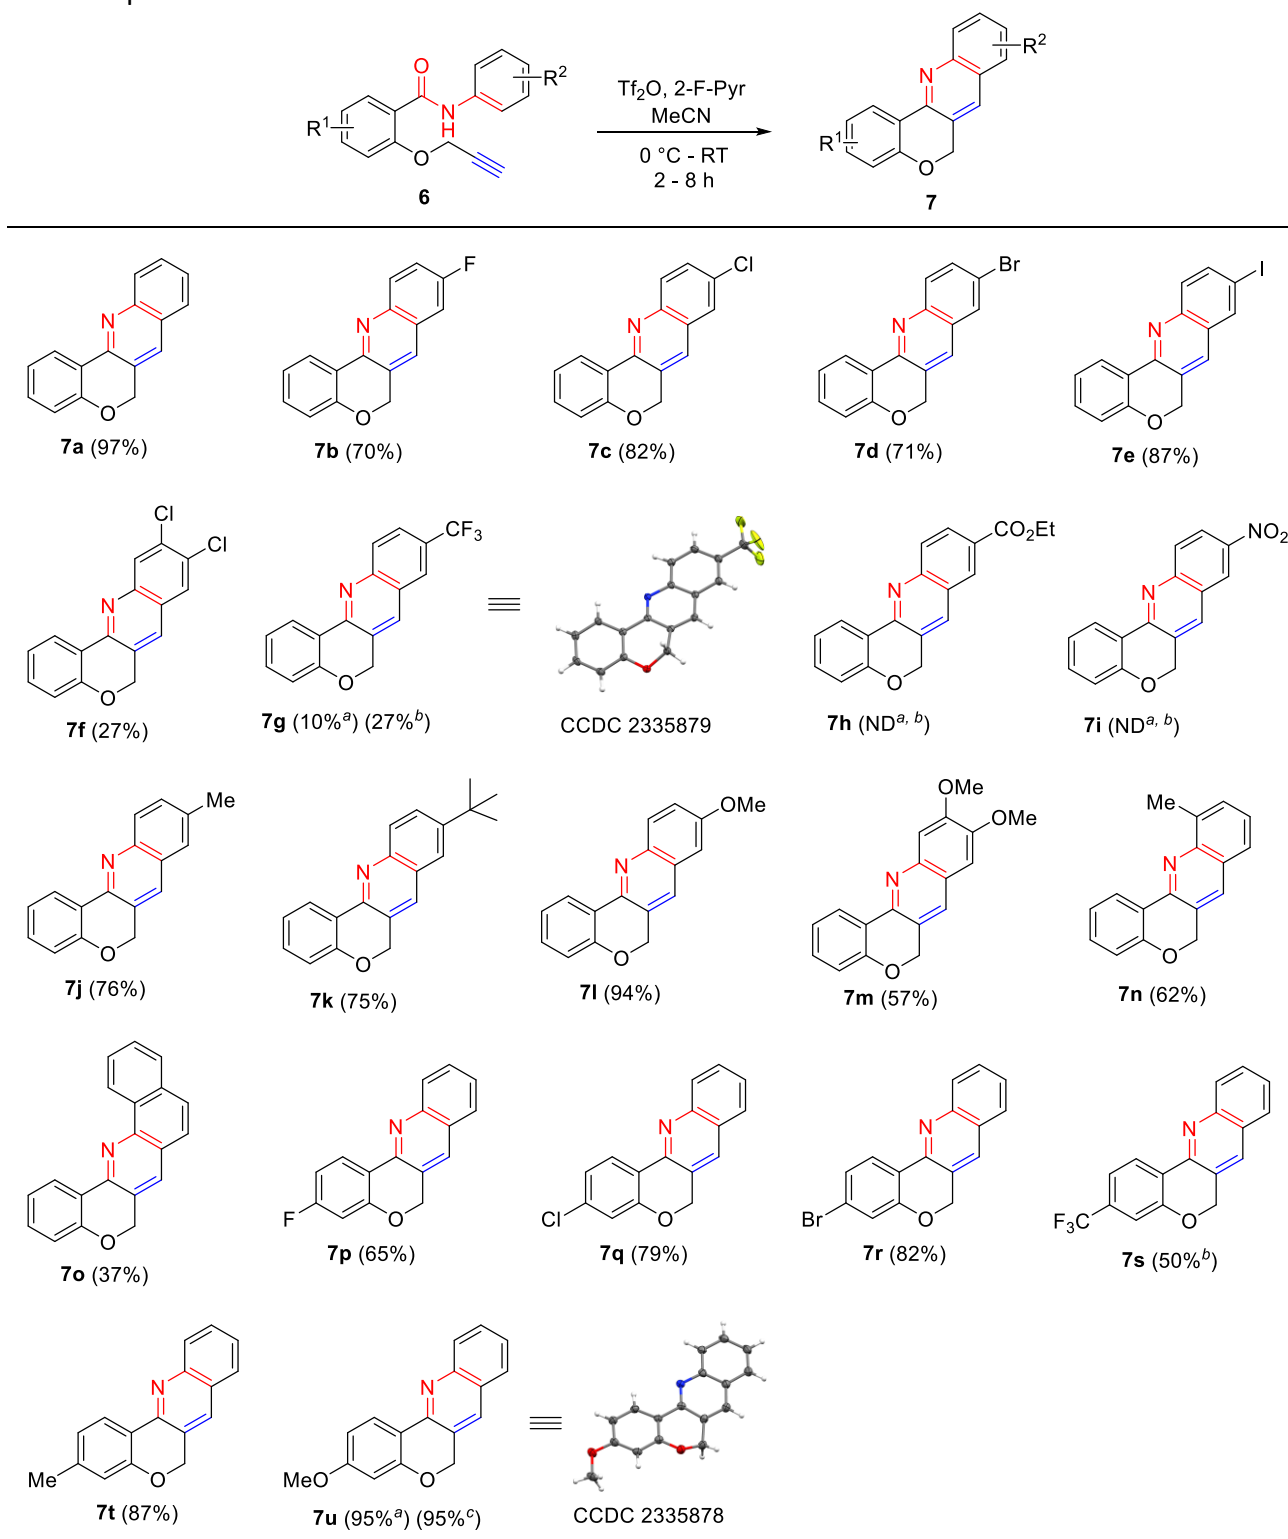 O
N
H
R²
R¹
O
6
Tf₂O, 2-F-Pyr
MeCN
0 °C - RT
2 - 8 h
R²
N
R¹
O
7
N
O
7a (97%)
F
N
O
7b (70%)
Cl
N
O
7c (82%)
Br
N
O
7d (71%)
I
N
O
7e (87%)
Cl
Cl
N
O
7f (27%)
CF₃
N
O
7g (10%ᵃ) (27%ᵇ)
CCDC 2335879
CO₂Et
N
O
7h (NDᵃ, ᵇ)
NO₂
N
O
7i (NDᵃ, ᵇ)
Me
N
O
7j (76%)
N
O
7k (75%)
OMe
N
O
7l (94%)
OMe
OMe
N
O
7m (57%)
Me
N
O
7n (62%)
N
O
7o (37%)
N
F
O
7p (65%)
N
Cl
O
7q (79%)
N
Br
O
7r (82%)
N
F₃C
O
7s (50%ᵇ)
N
Me
O
7t (87%)
N
MeO
O
7u (95%ᵃ) (95%ᶜ)
CCDC 2335878